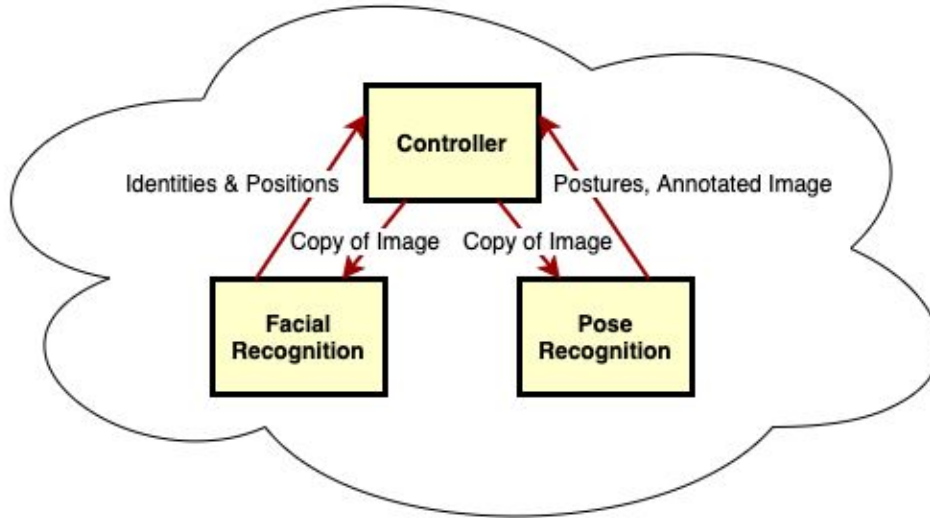 Controller
Identities & Positions
Postures, Annotated Image
Copy of Image
Copy of Image
Facial
Recognition
Pose
Recognition